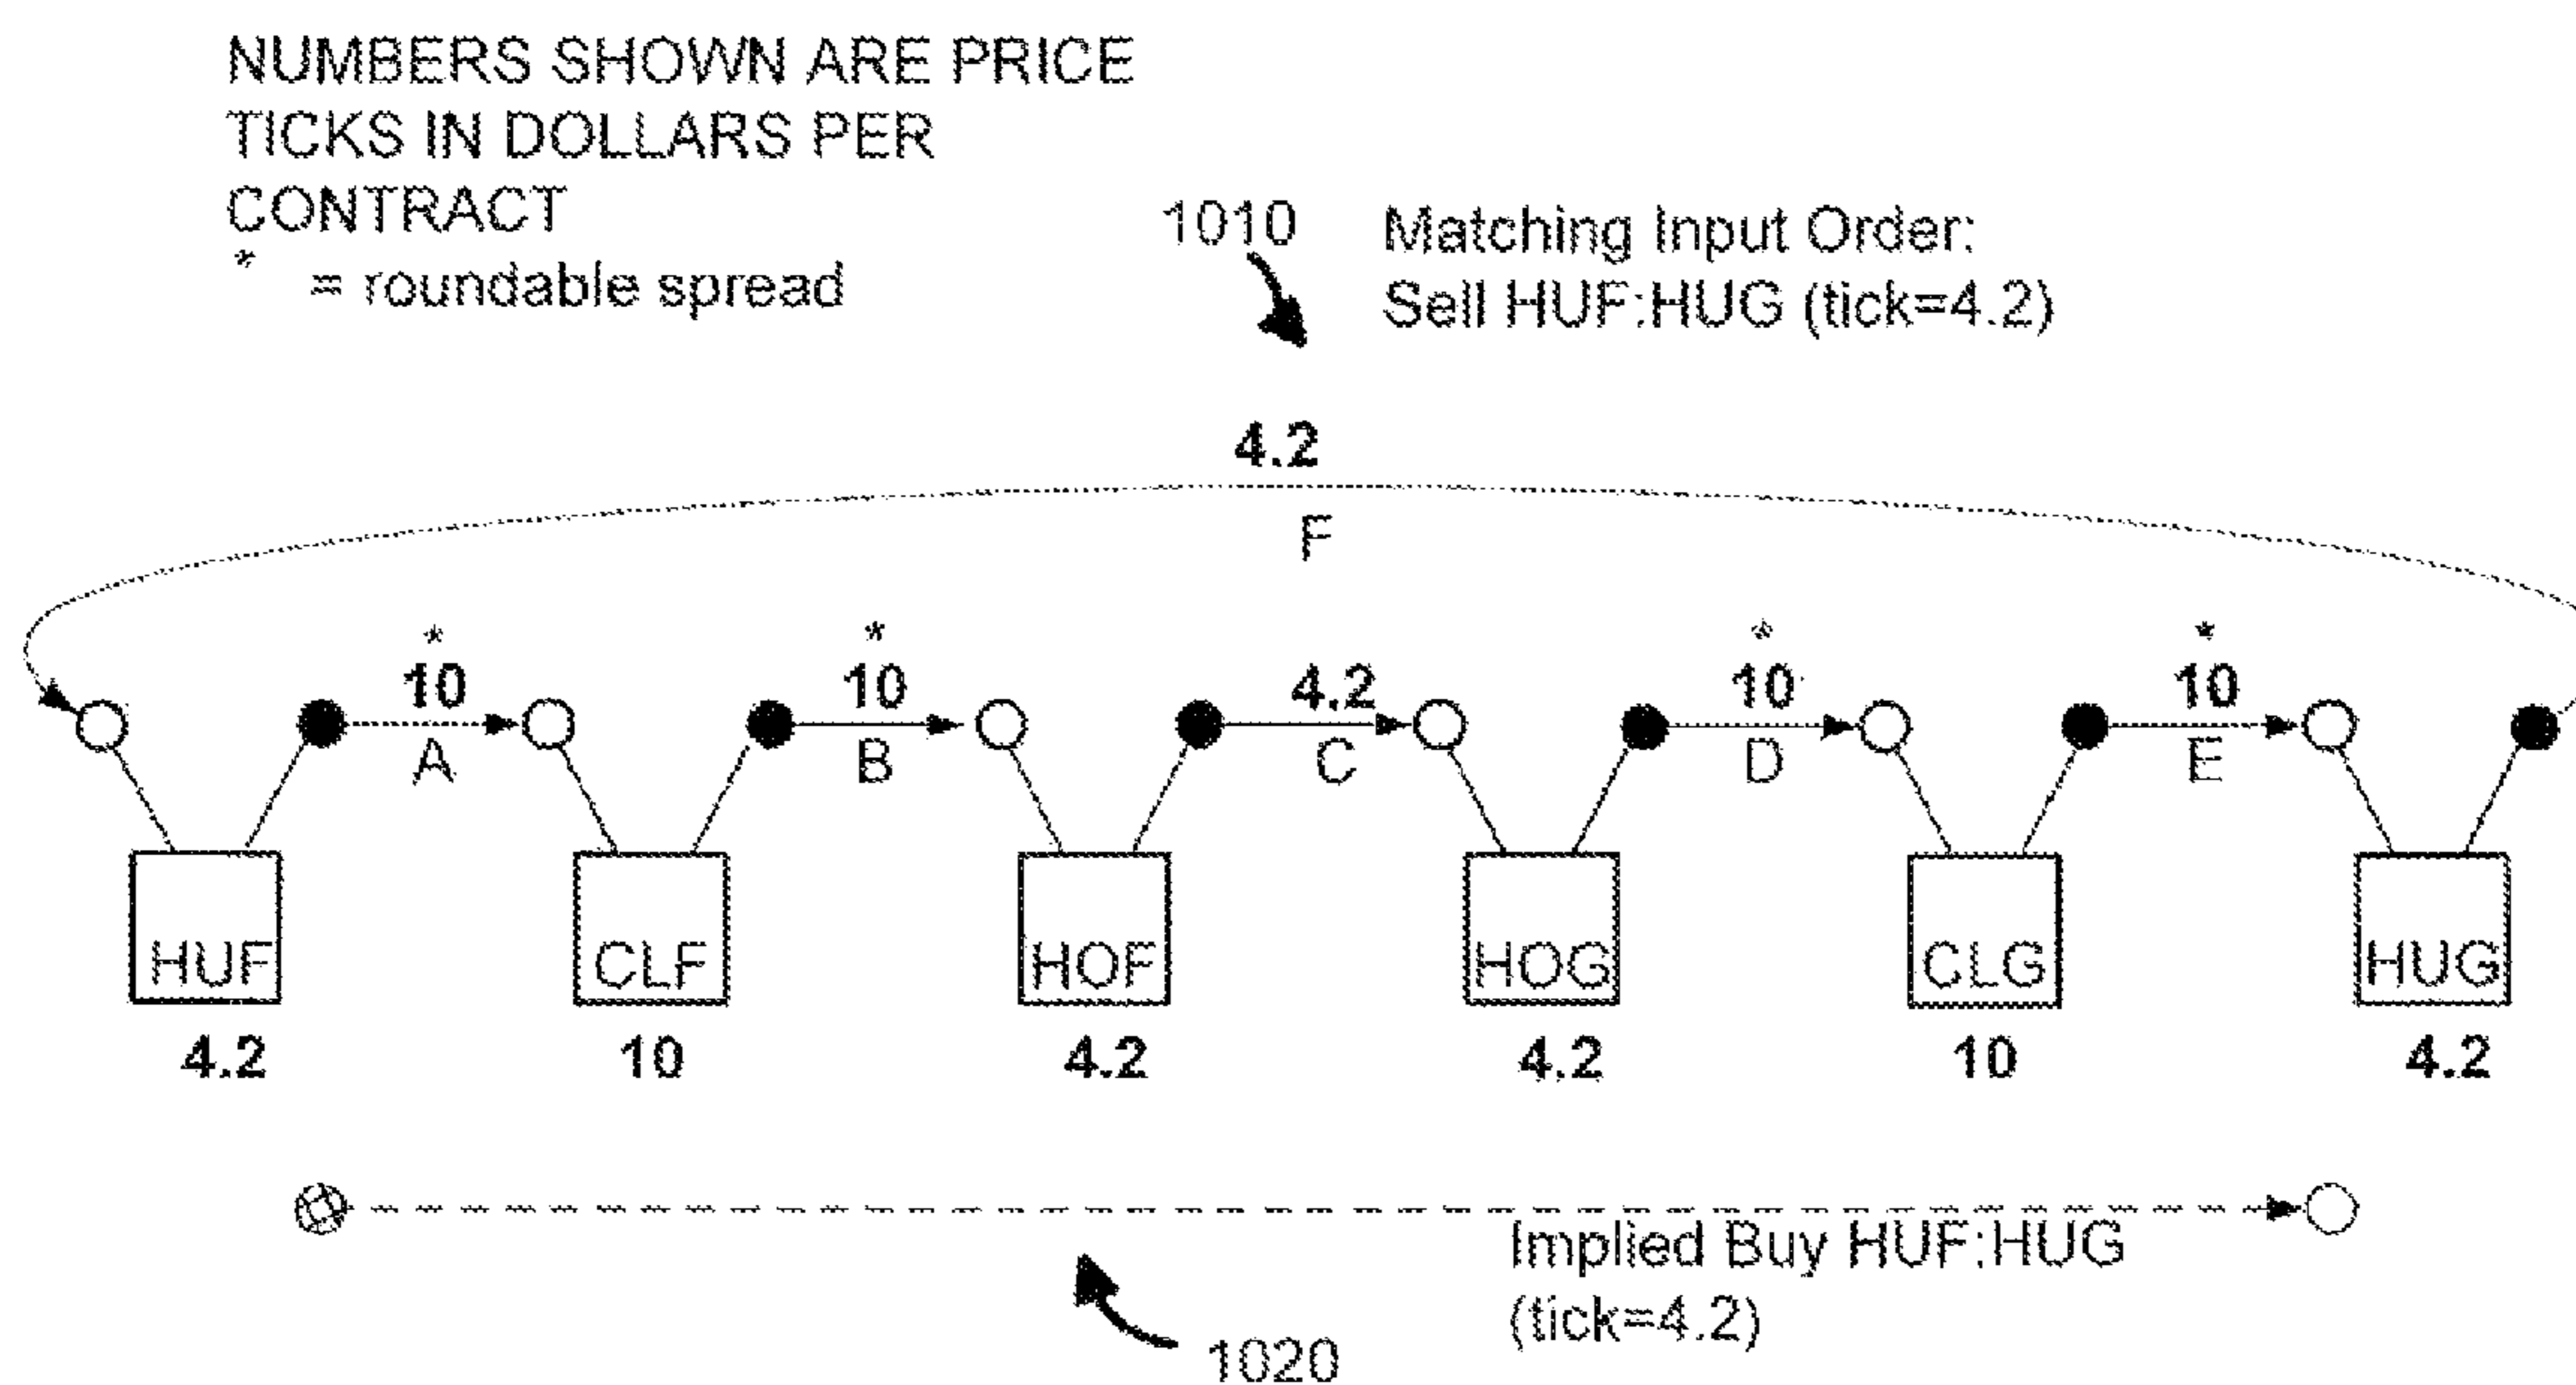 NUMBERS SHOWN ARE PRICE
TICKS IN DOLLARS PER
CONTRACT
* = roundable spread
1010 Matching Input Order:
Sell HUF:HUG (tick=4.2)
4.2
F
* * * *
10 10 4.2 10 10
A B C D E
HUF CLF HOF HOG CLG HUG
4.2 10 4.2 4.2 10 4.2
Implied Buy HUF:HUG
(tick=4.2)
1020